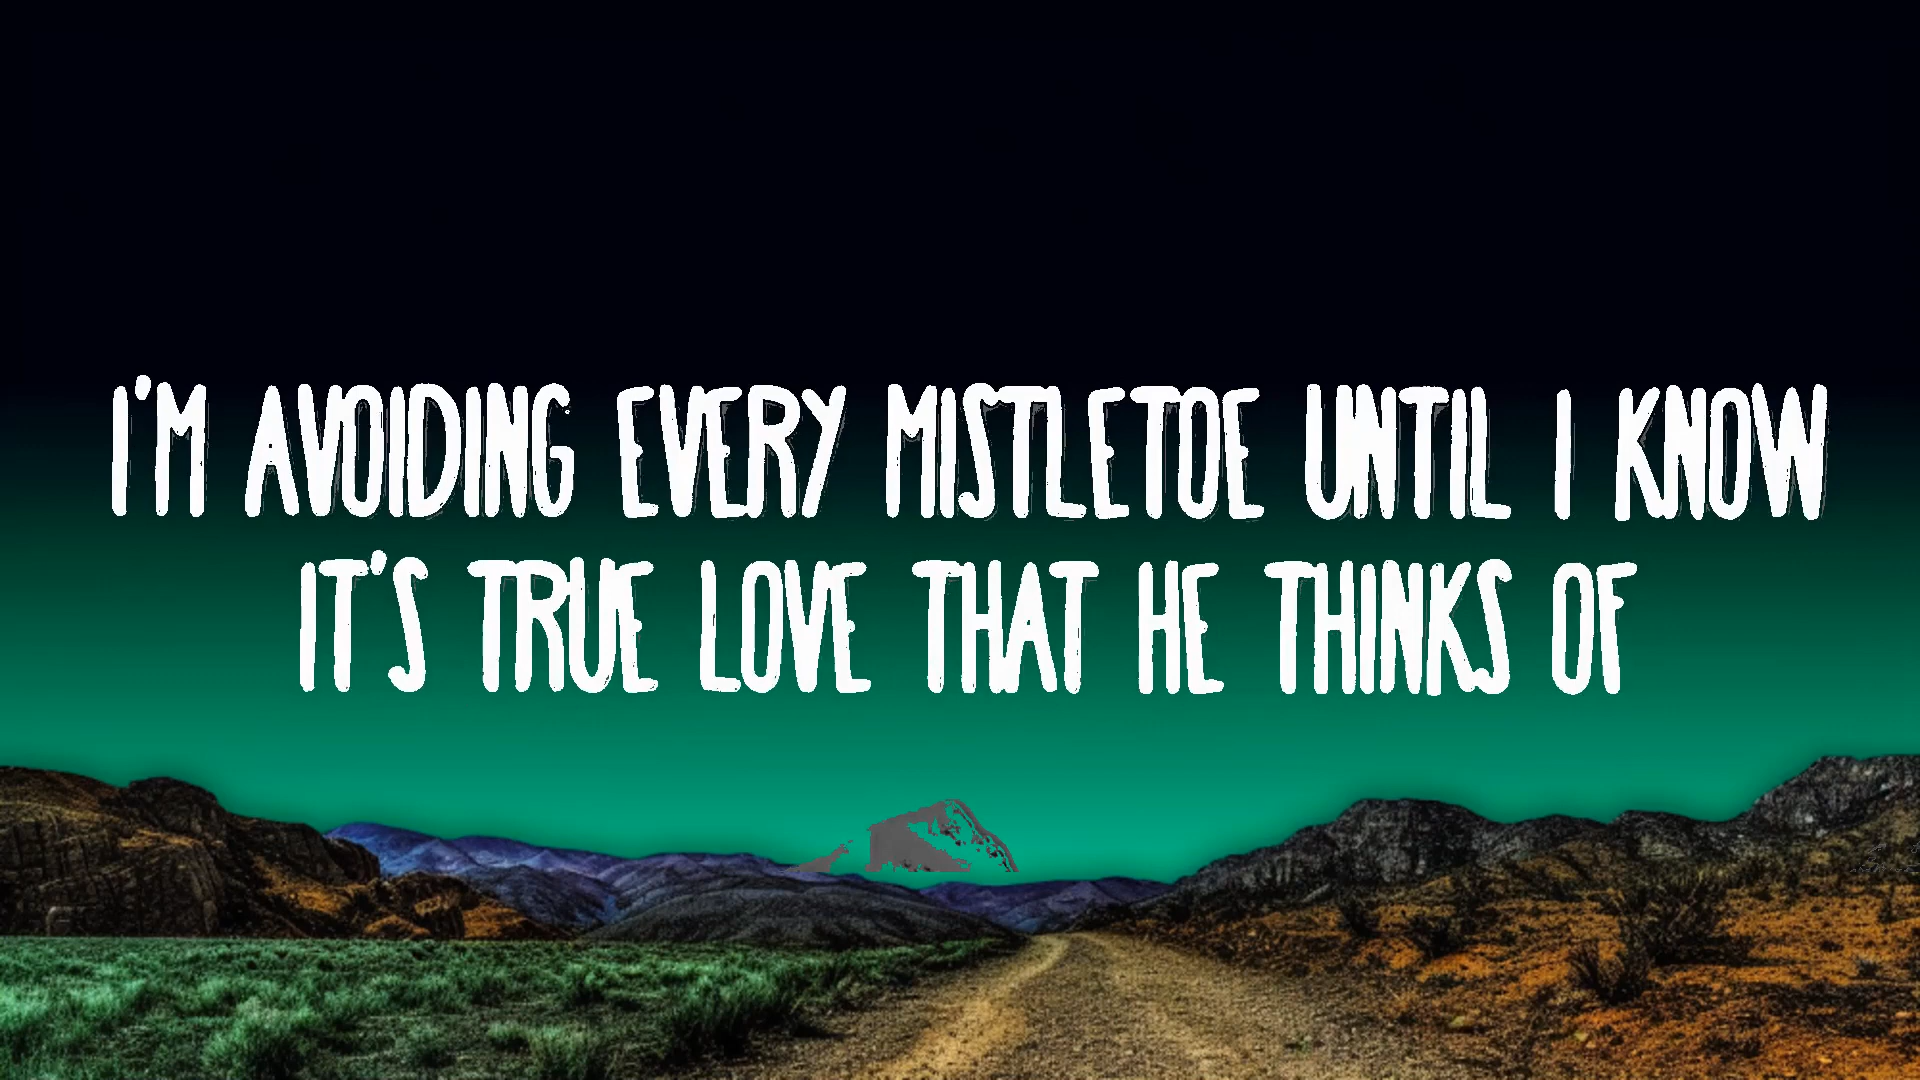 I'M AVOIDING EVERY MISTLETOE UNTIL I KNOW
IT'S TRUE LOVE THAT HE THINKS OF